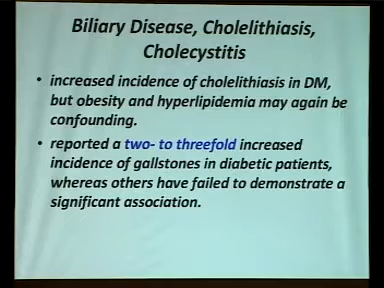 Biliary Disease, Cholelithiasis,
Cholecystitis
• increased incidence of cholelithiasis in DM,
but obesity and hyperlipidemia may again be
confounding.
• reported a two- to threefold increased
incidence of gallstones in diabetic patients,
whereas others have failed to demonstrate a
significant association.